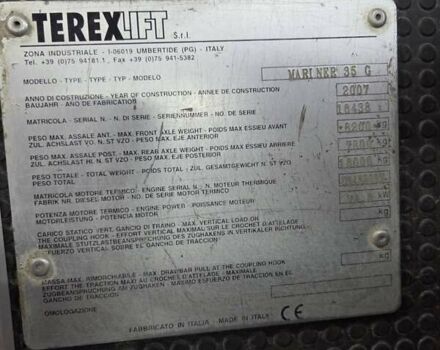 TEREXLIFT S.r.l.
ZONA INDUSTRIALE - I-06019 UMBERTIDE (PG) - ITALY
Tel. +39 (0)75 94181.1, Fax +39 (0)75 941-5382
MODELLO - TYPE - TYPE - TYP - MODELO MARINER 35 G
ANNO DI COSTRUZIONE - YEAR OF CONSTRUCTION - ANNEE DE CONSTRUCTION 2007
BAUJAHR - ANO DE FABRICACION
MATRICOLA - SERIAL N. - N. DI SERIE - SERIENNUMMER - NO. DE SERIE 18438
PESO MAX. ASSALE ANT. - MAX. FRONT AXLE WEIGHT - POIDS MAX ESSIEU AVANT kg
ZUL. ACHSLAST VO. N. ST VZO - PESO MAX. EJE ANTERIOR
PESO MAX. ASSALE POST. - MAX. REAR AXLE WEIGHT - POIDS MAX ESSIEU ARRIERE
ZUL. ACHSLAST HI. N. ST VZO - PESO MAX. EJE POSTERIOR
PESO TOTALE - TOTAL WEIGHT - POIDS TOTAL - ZUL. GESAMTGEWICHT N. ST VZO kg
PESO TOTAL
MATRICOLA MOTORE TERMICO - ENGINE SERIAL N. - N. MOTEUR THERMIQUE
FABRIK NR. DIESEL MOTOR - NO. DE SERIE MOTOR TERMICO
POTENZA MOTORE TERMICO - ENGINE POWER - PUISSANCE MOTEUR kW
MOTORLEISTUNG - POTENCIA MOTOR
CARICO STATICO VERT. GANCIO DI TRAINO - MAX. VERTICAL LOAD ON kg
THE COUPLING HOOK - EFFORT VERTICAL MAXIMAL SUR LE CROCHET D'ATTELAGE
MAXIMALE STUTZLAST DES ZUGHAKENS IN VERTIKALER RICHTUNG
FUERZO VERTICAL SOBRE EL GANCHO DE TRACCION
MASSA MAX. RIMORCHIABILE - MAX. DRAWBAR PULL AT THE COUPLING HOOK kg
EFFORT DE TRACTION MAXI AU CROCHET D'ATTELAGE - MAXIMALE
ZUGBEANSPRUCHUNG AM ZUGHAKEN - MAXIMO ESFUERZO DE TRACCION EN EL
GANCHO DE TRACCION
OMOLOGAZIONE
FABBRICATO IN ITALIA - MADE IN ITALY CE